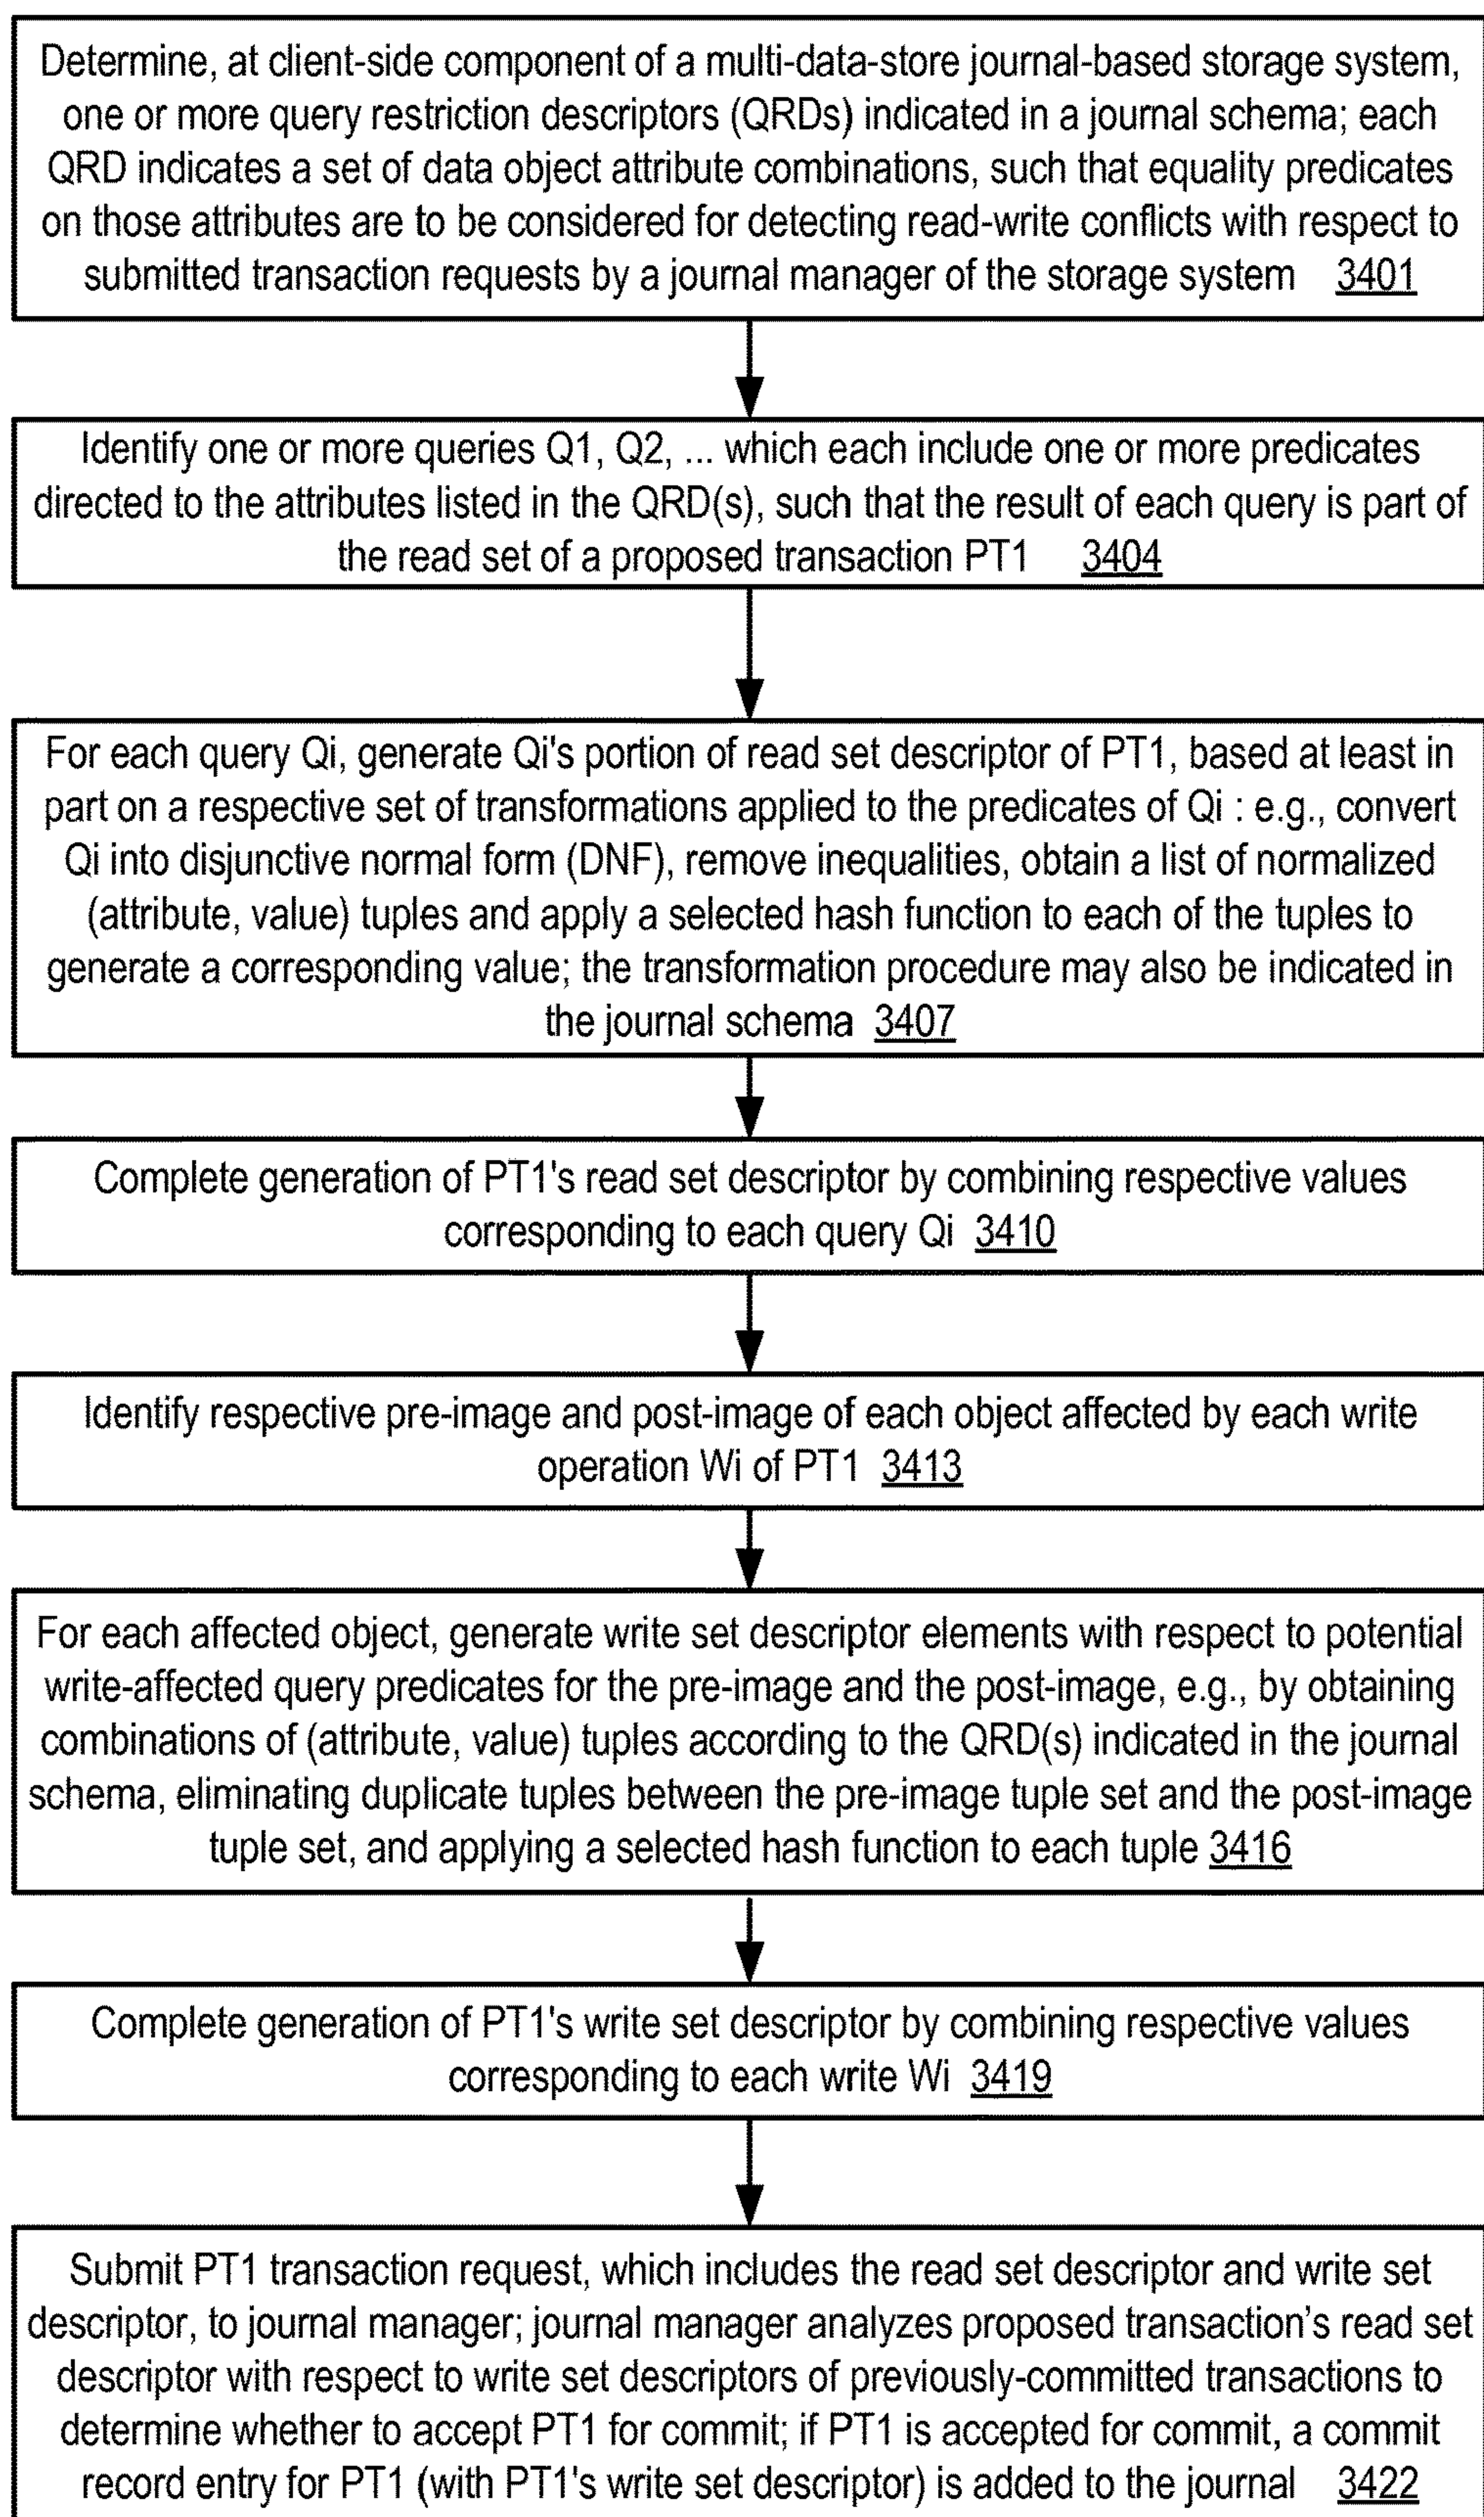 Determine, at client-side component of a multi-data-store journal-based storage system,
one or more query restriction descriptors (QRDs) indicated in a journal schema; each
QRD indicates a set of data object attribute combinations, such that equality predicates
on those attributes are to be considered for detecting read-write conflicts with respect to
submitted transaction requests by a journal manager of the storage system 3401
Identify one or more queries Q1, Q2, ... which each include one or more predicates
directed to the attributes listed in the QRD(s), such that the result of each query is part of
the read set of a proposed transaction PT1 3404
For each query Qi, generate Qi's portion of read set descriptor of PT1, based at least in
part on a respective set of transformations applied to the predicates of Qi : e.g., convert
Qi into disjunctive normal form (DNF), remove inequalities, obtain a list of normalized
(attribute, value) tuples and apply a selected hash function to each of the tuples to
generate a corresponding value; the transformation procedure may also be indicated in
the journal schema 3407
Complete generation of PT1's read set descriptor by combining respective values
corresponding to each query Qi 3410
Identify respective pre-image and post-image of each object affected by each write
operation Wi of PT1 3413
For each affected object, generate write set descriptor elements with respect to potential
write-affected query predicates for the pre-image and the post-image, e.g., by obtaining
combinations of (attribute, value) tuples according to the QRD(s) indicated in the journal
schema, eliminating duplicate tuples between the pre-image tuple set and the post-image
tuple set, and applying a selected hash function to each tuple 3416
Complete generation of PT1's write set descriptor by combining respective values
corresponding to each write Wi 3419
Submit PT1 transaction request, which includes the read set descriptor and write set
descriptor, to journal manager; journal manager analyzes proposed transaction's read set
descriptor with respect to write set descriptors of previously-committed transactions to
determine whether to accept PT1 for commit; if PT1 is accepted for commit, a commit
record entry for PT1 (with PT1's write set descriptor) is added to the journal 3422